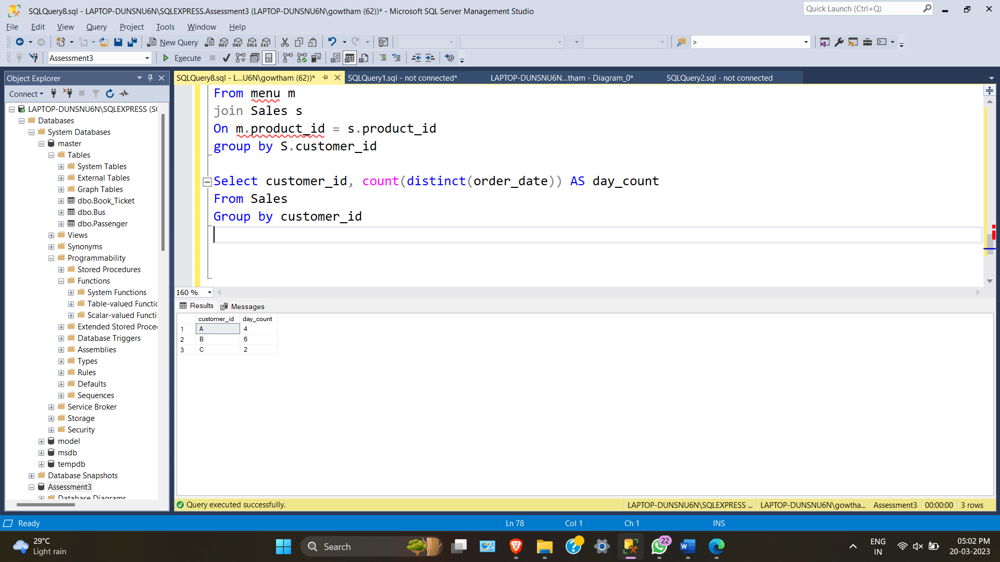 SQLQuery8.sql - LAPTOP-DUNSNU6N\SQLEXPRESS.Assessment3 (LAPTOP-DUNSNU6N\gowtham (62))* - Microsoft SQL Server Management Studio
Quick Launch (Ctrl+Q)
File Edit View Query Project Tools Window Help
New Query MDX DMX XMLA DAX >
Assessment3 Execute
Object Explorer
SQLQuery8.sql - L...U6N\gowtham (62))* SQLQuery1.sql - not connected* LAPTOP-DUNSNU6N...tham - Diagram_0* SQLQuery2.sql - not connected
Connect
LAPTOP-DUNSNU6N\SQLEXPRESS (SQ
Databases
System Databases
master
Tables
System Tables
External Tables
Graph Tables
dbo.Book_Ticket
dbo.Bus
dbo.Passenger
Views
Synonyms
Programmability
Stored Procedures
Functions
System Functions
Table-valued Functio
Scalar-valued Functi
Extended Stored Proce
Database Triggers
Assemblies
Types
Rules
Defaults
Sequences
Service Broker
Storage
Security
model
msdb
tempdb
Database Snapshots
Assessment3
Database Diagrams
From menu m
join Sales s
On m.product_id = s.product_id
group by S.customer_id
Select customer_id, count(distinct(order_date)) AS day_count
From Sales
Group by customer_id
160 %
Results Messages
customer_id day_count
1 A 4
2 B 6
3 C 2
Query executed successfully. LAPTOP-DUNSNU6N\SQLEXPRESS ... LAPTOP-DUNSNU6N\gowtha... Assessment3 00:00:00 3 rows
Ready Ln 78 Col 1 Ch 1 INS
29°C
Light rain
Search
22
ENG
IN
05:02 PM
20-03-2023